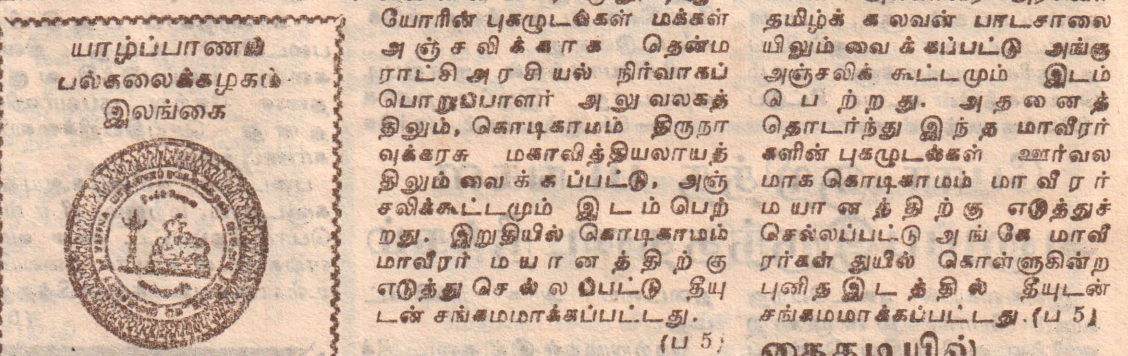 யாழ்ப்பாணம்
பல்கலைக்கழகம்
இலங்கை
யோரின் புகழுடல்கள் மக்கள்
அஞ்சலிக்காக தென்ம
ராட்சி அரசியல் நிர்வாகப்
பொறுப்பாளர் அலுவலகத்
திலும், கொடிகாமம் திருநா
வுக்கரசு மகாவித்தியலாயத்
திலும் வைக்கப்பட்டு, அஞ்
சலிக்கூட்டமும் இடம்பெற்
றது. இறுதியில் கொடிகாமம்
மாவீரர் மயானத்திற்கு
எடுத்து செல்லப்பட்டு தீயு
டன் சங்கமமாக்கப்பட்டது.
(ப 5)
தமிழ்க் கலவன் பாடசாலை
யிலும் வைக்கப்பட்டு அங்கு
அஞ்சலிக் கூட்டமும் இடம்
பெற்றது. அதனைத்
தொடர்ந்து இந்த மாவீரர்
களின் புகழுடல்கள் ஊர்வல
மாக கொடிகாமம் மாவீரர்
மயானத்திற்கு எடுத்துச்
செல்லப்பட்டு அங்கே மாவீ
ரர்கள் துயில் கொள்ளுகின்ற
புனித இடத்தில் தீயுடன்
சங்கமமாக்கப்பட்டது. (ப 5)